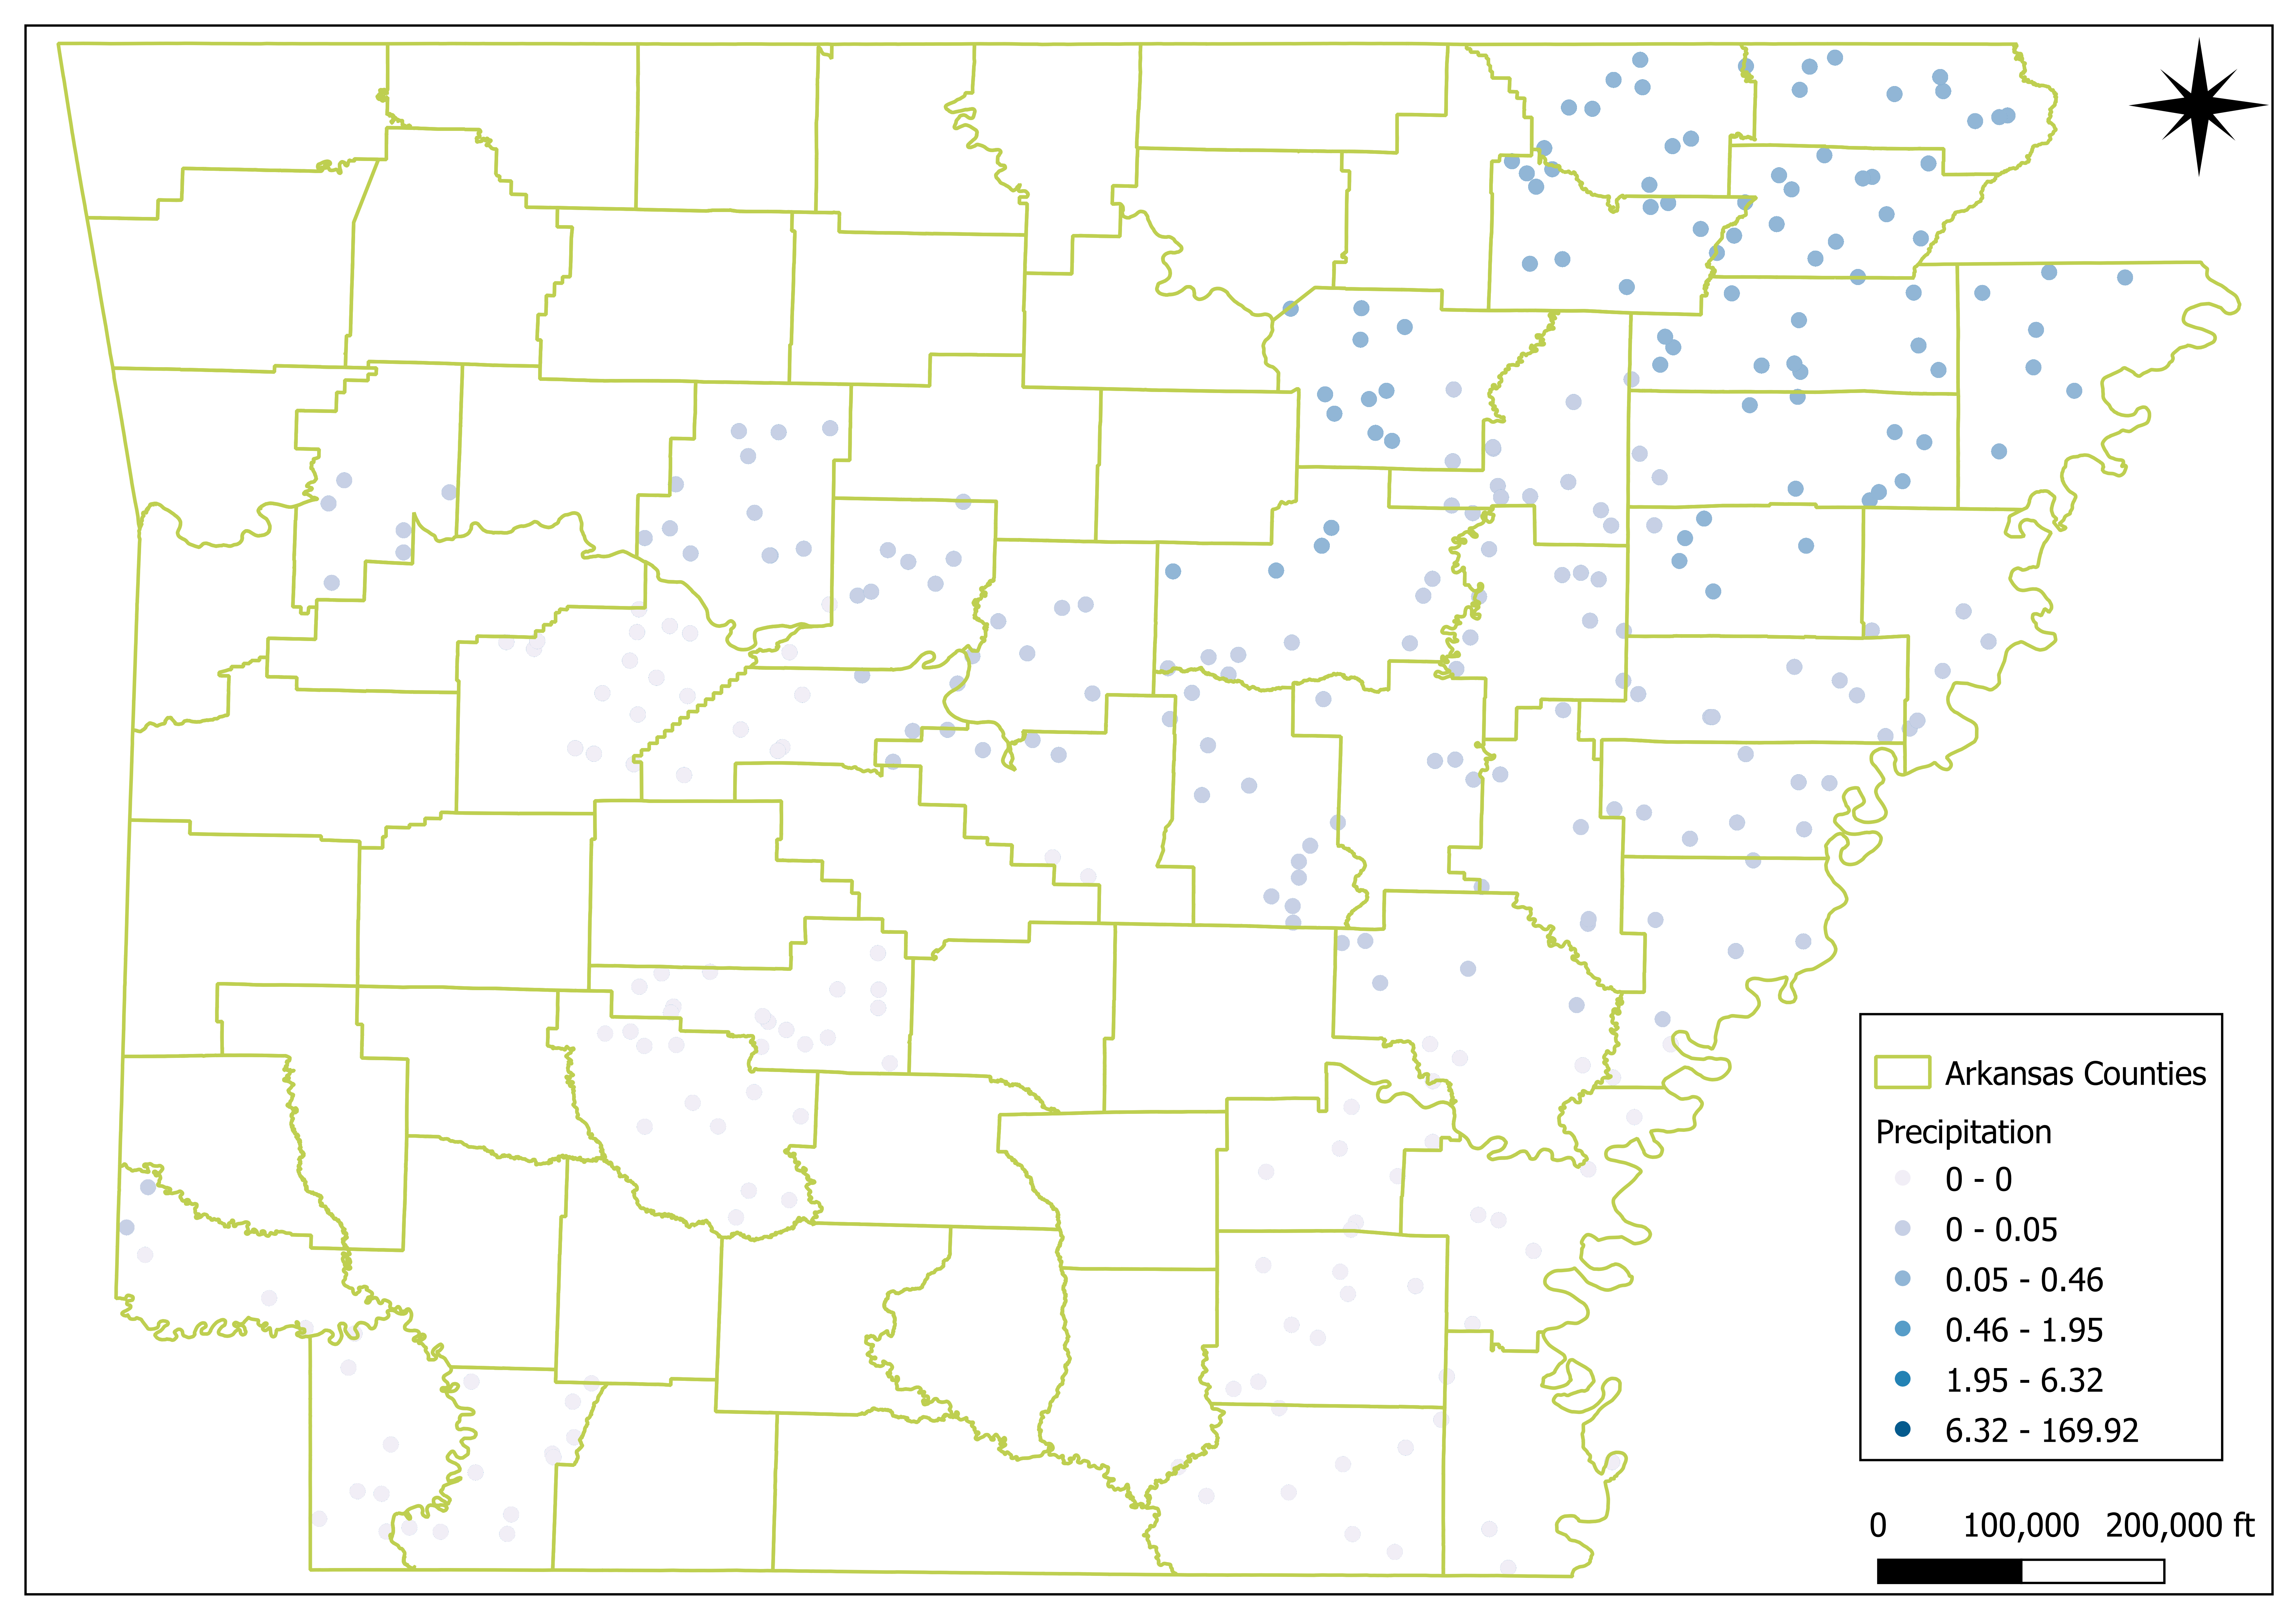 Arkansas Counties
Precipitation
0 - 0
0 - 0.05
0.05 - 0.46
0.46 - 1.95
1.95 - 6.32
6.32 - 169.92
0 100,000 200,000 ft